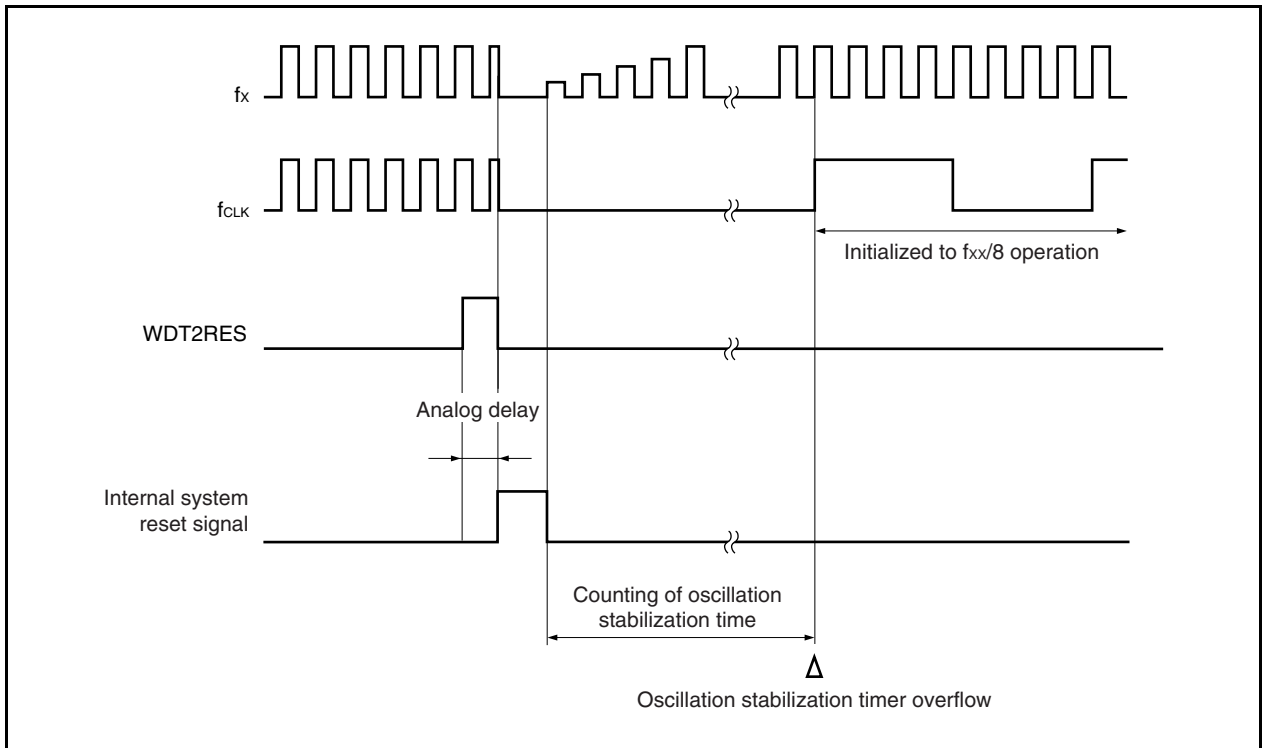 fX
fCLK
Initialized to fXX/8 operation
WDT2RES
Analog delay
Internal system
reset signal
Counting of oscillation
stabilization time
Oscillation stabilization timer overflow